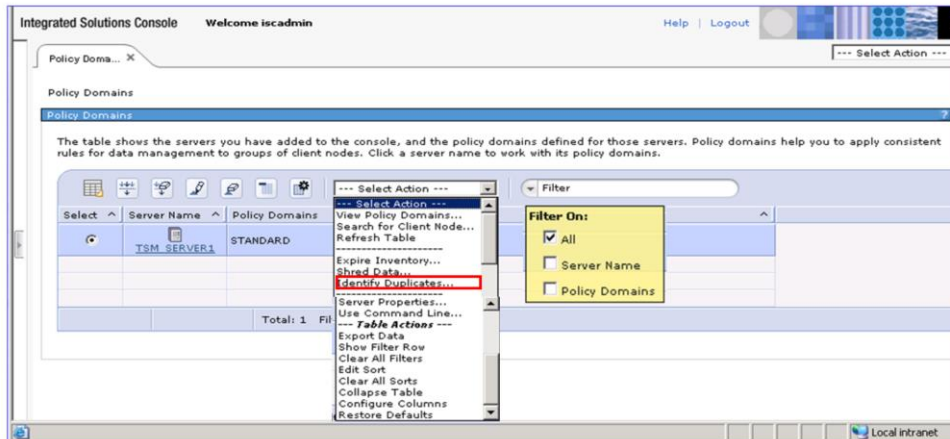 Integrated Solutions Console Welcome iscadmin Help | Logout
Policy Doma... ×
--- Select Action ---
Policy Domains
Policy Domains ?
The table shows the servers you have added to the console, and the policy domains defined for those servers. Policy domains help you to apply consistent
rules for data management to groups of client nodes. Click a server name to work with its policy domains.
--- Select Action --- Filter
Select ^ Server Name ^ Policy Domains ^
TSM_SERVER1 STANDARD
Total: 1 Fil
--- Select Action ---
View Policy Domains...
Search for Client Node...
Refresh Table
--------------------
Expire Inventory...
Shred Data...
Identify Duplicates...
--------------------
Server Properties...
Use Command Line...
--- Table Actions ---
Export Data
Show Filter Row
Clear All Filters
Edit Sort
Clear All Sorts
Collapse Table
Configure Columns
Restore Defaults
Filter On:
All
Server Name
Policy Domains
Local intranet